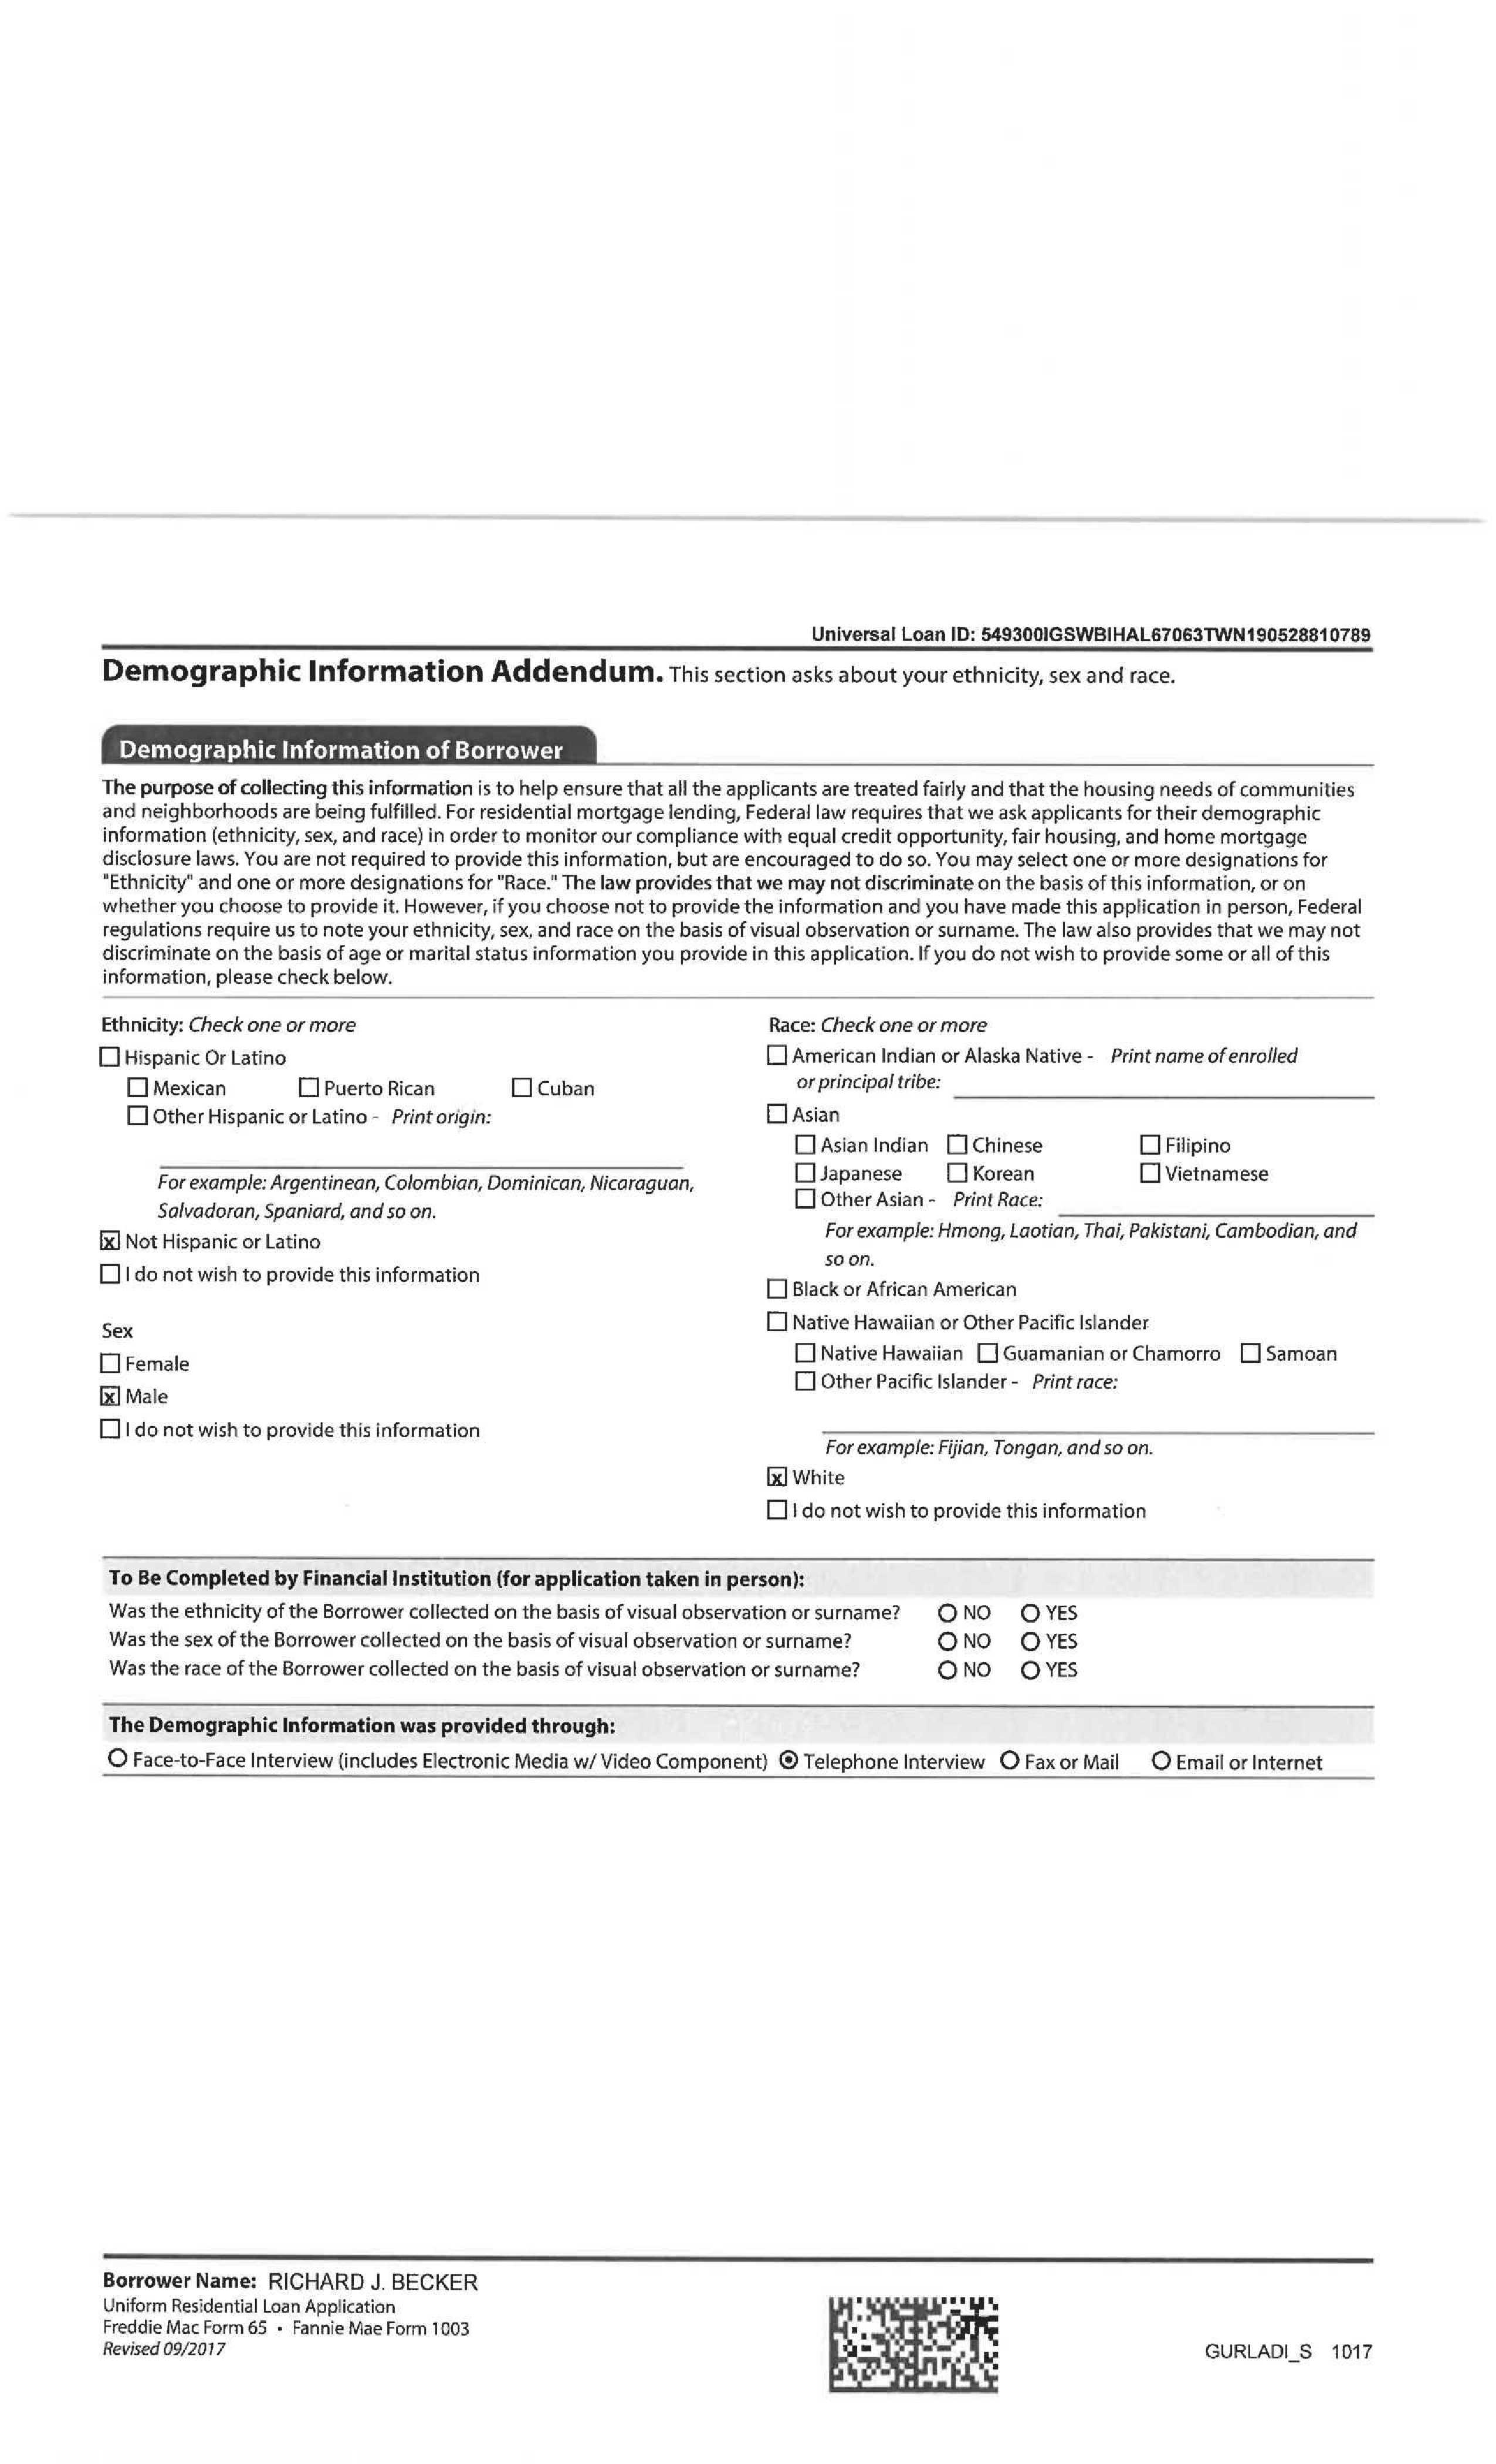 Universal Loan ID: 549300IGSWBIHAL67063TWN190528810789
Demographic Information Addendum. This section asks about your ethnicity, sex and race.
Demographic Information of Borrower
The purpose of collecting this information is to help ensure that all the applicants are treated fairly and that the housing needs of communities
and neighborhoods are being fulfilled. For residential mortgage lending, Federal law requires that we ask applicants for their demographic
information (ethnicity, sex, and race) in order to monitor our compliance with equal credit opportunity, fair housing, and home mortgage
disclosure laws. You are not required to provide this information, but are encouraged to do so. You may select one or more designations for
"Ethnicity" and one or more designations for "Race." The law provides that we may not discriminate on the basis of this information, or on
whether you choose to provide it. However, if you choose not to provide the information and you have made this application in person, Federal
regulations require us to note your ethnicity, sex, and race on the basis of visual observation or surname. The law also provides that we may not
discriminate on the basis of age or marital status information you provide in this application. If you do not wish to provide some or all of this
information, please check below.
Ethnicity: Check one or more
☐ Hispanic Or Latino
☐ Mexican ☐ Puerto Rican ☐ Cuban
☐ Other Hispanic or Latino - Print origin:
For example: Argentinean, Colombian, Dominican, Nicaraguan,
Salvadoran, Spaniard, and so on.
☒ Not Hispanic or Latino
☐ I do not wish to provide this information
Sex
☐ Female
☒ Male
☐ I do not wish to provide this information
Race: Check one or more
☐ American Indian or Alaska Native - Print name of enrolled
or principal tribe:
☐ Asian
☐ Asian Indian ☐ Chinese ☐ Filipino
☐ Japanese ☐ Korean ☐ Vietnamese
☐ Other Asian - Print Race:
For example: Hmong, Laotian, Thai, Pakistani, Cambodian, and
so on.
☐ Black or African American
☐ Native Hawaiian or Other Pacific Islander
☐ Native Hawaiian ☐ Guamanian or Chamorro ☐ Samoan
☐ Other Pacific Islander - Print race:
For example: Fijian, Tongan, and so on.
☒ White
☐ I do not wish to provide this information
To Be Completed by Financial Institution (for application taken in person):
Was the ethnicity of the Borrower collected on the basis of visual observation or surname? ○ NO ○ YES
Was the sex of the Borrower collected on the basis of visual observation or surname? ○ NO ○ YES
Was the race of the Borrower collected on the basis of visual observation or surname? ○ NO ○ YES
The Demographic Information was provided through:
○ Face-to-Face Interview (includes Electronic Media w/ Video Component) ◉ Telephone Interview ○ Fax or Mail ○ Email or Internet
Borrower Name: RICHARD J. BECKER
Uniform Residential Loan Application
Freddie Mac Form 65 • Fannie Mae Form 1003
Revised 09/2017
GURLADI_S 1017